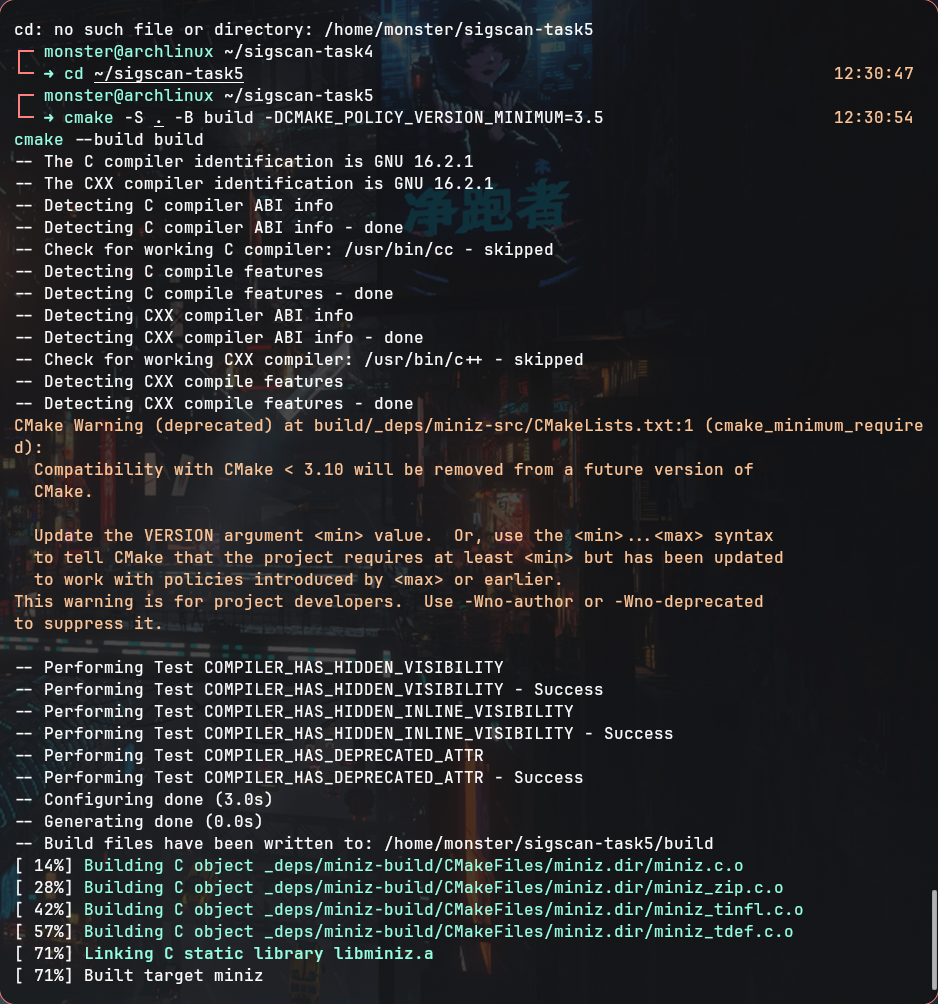 cd: no such file or directory: /home/monster/sigscan-task5
monster@archlinux ~/sigscan-task4
➜ cd ~/sigscan-task5 12:30:47
monster@archlinux ~/sigscan-task5
➜ cmake -S . -B build -DCMAKE_POLICY_VERSION_MINIMUM=3.5 12:30:54
cmake --build build
-- The C compiler identification is GNU 16.2.1
-- The CXX compiler identification is GNU 16.2.1
-- Detecting C compiler ABI info
-- Detecting C compiler ABI info - done
-- Check for working C compiler: /usr/bin/cc - skipped
-- Detecting C compile features
-- Detecting C compile features - done
-- Detecting CXX compiler ABI info
-- Detecting CXX compiler ABI info - done
-- Check for working CXX compiler: /usr/bin/c++ - skipped
-- Detecting CXX compile features
-- Detecting CXX compile features - done
CMake Warning (deprecated) at build/_deps/miniz-src/CMakeLists.txt:1 (cmake_minimum_require
d):
  Compatibility with CMake < 3.10 will be removed from a future version of
  CMake.

  Update the VERSION argument <min> value.  Or, use the <min>...<max> syntax
  to tell CMake that the project requires at least <min> but has been updated
  to work with policies introduced by <max> or earlier.
This warning is for project developers.  Use -Wno-author or -Wno-deprecated
to suppress it.

-- Performing Test COMPILER_HAS_HIDDEN_VISIBILITY
-- Performing Test COMPILER_HAS_HIDDEN_VISIBILITY - Success
-- Performing Test COMPILER_HAS_HIDDEN_INLINE_VISIBILITY
-- Performing Test COMPILER_HAS_HIDDEN_INLINE_VISIBILITY - Success
-- Performing Test COMPILER_HAS_DEPRECATED_ATTR
-- Performing Test COMPILER_HAS_DEPRECATED_ATTR - Success
-- Configuring done (3.0s)
-- Generating done (0.0s)
-- Build files have been written to: /home/monster/sigscan-task5/build
[ 14%] Building C object _deps/miniz-build/CMakeFiles/miniz.dir/miniz.c.o
[ 28%] Building C object _deps/miniz-build/CMakeFiles/miniz.dir/miniz_zip.c.o
[ 42%] Building C object _deps/miniz-build/CMakeFiles/miniz.dir/miniz_tinfl.c.o
[ 57%] Building C object _deps/miniz-build/CMakeFiles/miniz.dir/miniz_tdef.c.o
[ 71%] Linking C static library libminiz.a
[ 71%] Built target miniz
净跑者